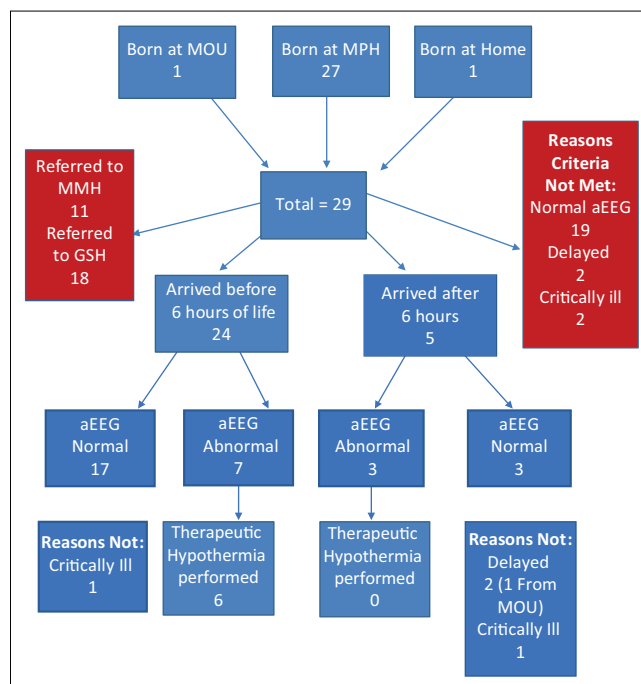 Born at MOU
1
Born at MPH
27
Born at Home
1
Referred to
MMH
11
Referred
to GSH
18
Total = 29
Reasons
Criteria
Not Met:
Normal aEEG
19
Delayed
2
Critically ill
2
Arrived before
6 hours of life
24
Arrived after
6 hours
5
aEEG
Normal
17
aEEG
Abnormal
7
aEEG
Abnormal
3
aEEG
Normal
3
Reasons Not:
Critically Ill
1
Therapeutic
Hypothermia
performed
6
Therapeutic
Hypothermia
performed
0
Reasons Not:
Delayed
2 (1 From
MOU)
Critically Ill
1